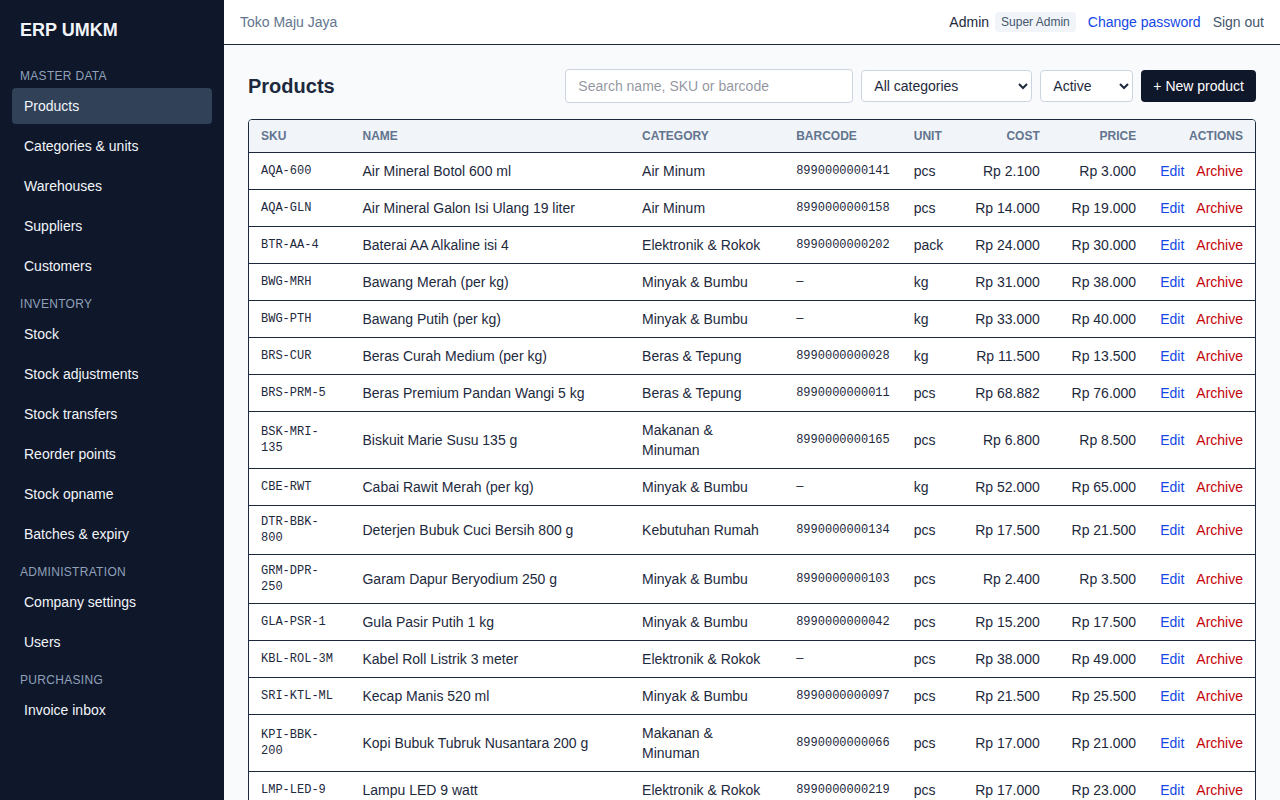 ERP UMKM
Toko Maju Jaya
Admin Super Admin Change password Sign out
MASTER DATA
Products
Categories & units
Warehouses
Suppliers
Customers
INVENTORY
Stock
Stock adjustments
Stock transfers
Reorder points
Stock opname
Batches & expiry
ADMINISTRATION
Company settings
Users
PURCHASING
Invoice inbox
Products
Search name, SKU or barcode
All categories
Active
+ New product
SKU NAME CATEGORY BARCODE UNIT COST PRICE ACTIONS
AQA-600 Air Mineral Botol 600 ml Air Minum 8990000000141 pcs Rp 2.100 Rp 3.000 Edit Archive
AQA-GLN Air Mineral Galon Isi Ulang 19 liter Air Minum 8990000000158 pcs Rp 14.000 Rp 19.000 Edit Archive
BTR-AA-4 Baterai AA Alkaline isi 4 Elektronik & Rokok 8990000000202 pack Rp 24.000 Rp 30.000 Edit Archive
BWG-MRH Bawang Merah (per kg) Minyak & Bumbu – kg Rp 31.000 Rp 38.000 Edit Archive
BWG-PTH Bawang Putih (per kg) Minyak & Bumbu – kg Rp 33.000 Rp 40.000 Edit Archive
BRS-CUR Beras Curah Medium (per kg) Beras & Tepung 8990000000028 kg Rp 11.500 Rp 13.500 Edit Archive
BRS-PRM-5 Beras Premium Pandan Wangi 5 kg Beras & Tepung 8990000000011 pcs Rp 68.882 Rp 76.000 Edit Archive
BSK-MRI-
135 Biskuit Marie Susu 135 g Makanan &
Minuman 8990000000165 pcs Rp 6.800 Rp 8.500 Edit Archive
CBE-RWT Cabai Rawit Merah (per kg) Minyak & Bumbu – kg Rp 52.000 Rp 65.000 Edit Archive
DTR-BBK-
800 Deterjen Bubuk Cuci Bersih 800 g Kebutuhan Rumah 8990000000134 pcs Rp 17.500 Rp 21.500 Edit Archive
GRM-DPR-
250 Garam Dapur Beryodium 250 g Minyak & Bumbu 8990000000103 pcs Rp 2.400 Rp 3.500 Edit Archive
GLA-PSR-1 Gula Pasir Putih 1 kg Minyak & Bumbu 8990000000042 pcs Rp 15.200 Rp 17.500 Edit Archive
KBL-ROL-3M Kabel Roll Listrik 3 meter Elektronik & Rokok – pcs Rp 38.000 Rp 49.000 Edit Archive
SRI-KTL-ML Kecap Manis 520 ml Minyak & Bumbu 8990000000097 pcs Rp 21.500 Rp 25.500 Edit Archive
KPI-BBK-
200 Kopi Bubuk Tubruk Nusantara 200 g Makanan &
Minuman 8990000000066 pcs Rp 17.000 Rp 21.000 Edit Archive
LMP-LED-9 Lampu LED 9 watt Elektronik & Rokok 8990000000219 pcs Rp 17.000 Rp 23.000 Edit Archive